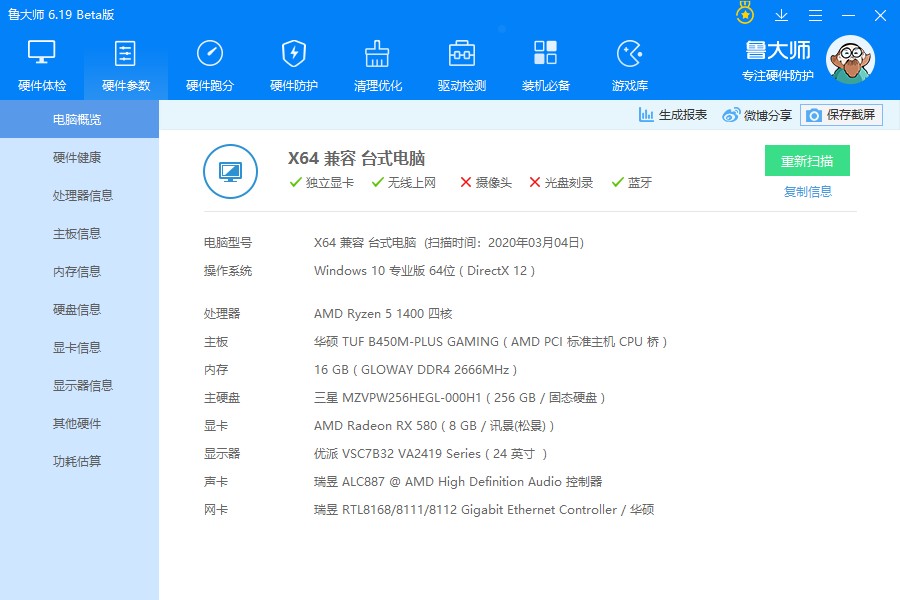 鲁大师 6.19 Beta版
硬件体检 硬件参数 硬件跑分 硬件防护 清理优化 驱动检测 装机必备 游戏库
鲁大师
专注硬件防护
电脑概览
硬件健康
处理器信息
主板信息
内存信息
硬盘信息
显卡信息
显示器信息
其他硬件
功耗估算
生成报表 微博分享 保存截屏
X64 兼容 台式电脑
独立显卡 无线上网 摄像头 光盘刻录 蓝牙
重新扫描
复制信息
电脑型号 X64 兼容 台式电脑 (扫描时间：2020年03月04日)
操作系统 Windows 10 专业版 64位 ( DirectX 12 )
处理器 AMD Ryzen 5 1400 四核
主板 华硕 TUF B450M-PLUS GAMING ( AMD PCI 标准主机 CPU 桥 )
内存 16 GB ( GLOWAY DDR4 2666MHz )
主硬盘 三星 MZVPW256HEGL-000H1 ( 256 GB / 固态硬盘 )
显卡 AMD Radeon RX 580 ( 8 GB / 讯景(松景) )
显示器 优派 VSC7B32 VA2419 Series ( 24 英寸 )
声卡 瑞昱 ALC887 @ AMD High Definition Audio 控制器
网卡 瑞昱 RTL8168/8111/8112 Gigabit Ethernet Controller / 华硕